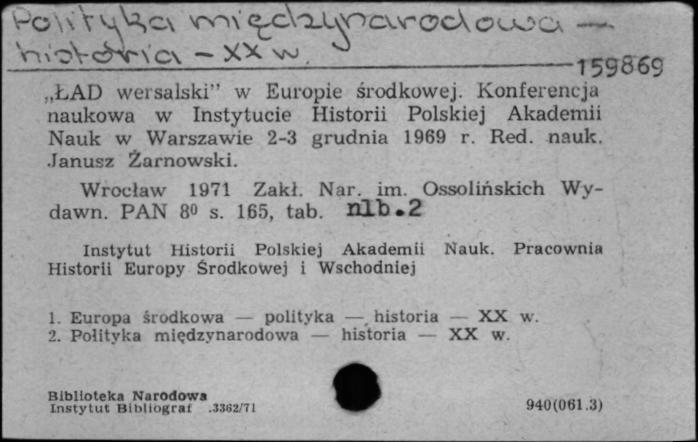 Polityka międzynarodowa —
historia – XX w.
159869
„ŁAD wersalski” w Europie środkowej. Konferencja
naukowa w Instytucie Historii Polskiej Akademii
Nauk w Warszawie 2-3 grudnia 1969 r. Red. nauk.
Janusz Żarnowski.
Wrocław 1971 Zakł. Nar. im. Ossolińskich Wy-
dawn. PAN 8⁰ s. 165, tab. nlb.2
Instytut Historii Polskiej Akademii Nauk. Pracownia
Historii Europy Środkowej i Wschodniej
1. Europa środkowa — polityka — historia — XX w.
2. Polityka międzynarodowa — historia — XX w.
Biblioteka Narodowa
Instytut Bibliograf .3362/71
940(061.3)